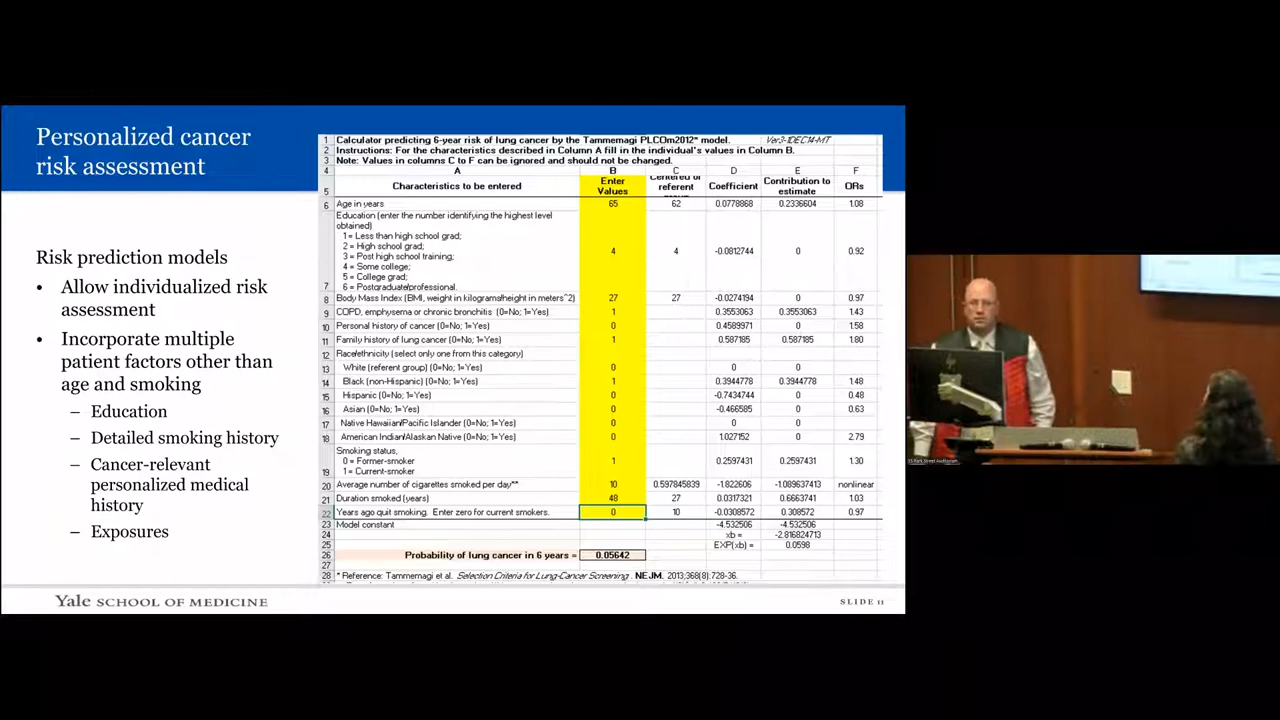 Personalized cancer
risk assessment
Risk prediction models
• Allow individualized risk
assessment
• Incorporate multiple
patient factors other than
age and smoking
– Education
– Detailed smoking history
– Cancer-relevant
personalized medical
history
– Exposures
1 Calculator predicting 6-year risk of lung cancer by the Tammemagi PLCOm2012* model. Ver3-1DEC14-MT
2 Instructions: For the characteristics described in Column A fill in the individual's values in Column B.
3 Note: Values in columns C to F can be ignored and should not be changed.
4 A B C D E F
5 Characteristics to be entered Enter Values referent Coefficient Contribution to estimate ORs
6 Age in years 65 62 0.0778868 0.2336604 1.08
Education (enter the number identifying the highest level
obtained)
1 = Less than high school grad;
2 = High school grad;
3 = Post high school training; 4 4 -0.0812744 0 0.92
4 = Some college;
5 = College grad;
7 6 = Postgraduate/professional.
8 Body Mass Index (BMI, weight in kilograms/height in meters^2) 27 27 -0.0274194 0 0.97
9 COPD, emphysema or chronic bronchitis (0=No; 1=Yes) 1 0.3553063 0.3553063 1.43
10 Personal history of cancer (0=No; 1=Yes) 0 0.4589971 0 1.58
11 Family history of lung cancer (0=No; 1=Yes) 1 0.587185 0.587185 1.80
12 Race/ethnicity (select only one from this category)
13 White (referent group) (0=No; 1=Yes) 0 0 0
14 Black (non-Hispanic) (0=No; 1=Yes) 1 0.3944778 0.3944778 1.48
15 Hispanic (0=No; 1=Yes) 0 -0.7434744 0 0.48
16 Asian (0=No; 1=Yes) 0 -0.466585 0 0.63
17 Native Hawaiian/Pacific Islander (0=No; 1=Yes) 0 0 0
18 American Indian/Alaskan Native (0=No; 1=Yes) 0 1.027152 0 2.79
Smoking status,
0 = Former-smoker 1 0.2597431 0.2597431 1.30
19 1 = Current-smoker
20 Average number of cigarettes smoked per day** 10 0.597845839 -1.822606 -1.089637413 nonlinear
21 Duration smoked (years) 48 27 0.0317321 0.6663741 1.03
22 Years ago quit smoking. Enter zero for current smokers. 0 10 -0.0308572 0.308572 0.97
23 Model constant -4.532506 -4.532506
24 xb = -2.816824713
25 EXP(xb) = 0.0598
26 Probability of lung cancer in 6 years = 0.05642
27
28 * Reference: Tammemagi et al. Selection Criteria for Lung-Cancer Screening. NEJM. 2013;368(8):728-36.
Yale SCHOOL OF MEDICINE
SLIDE 11
55 Park Street Auditorium